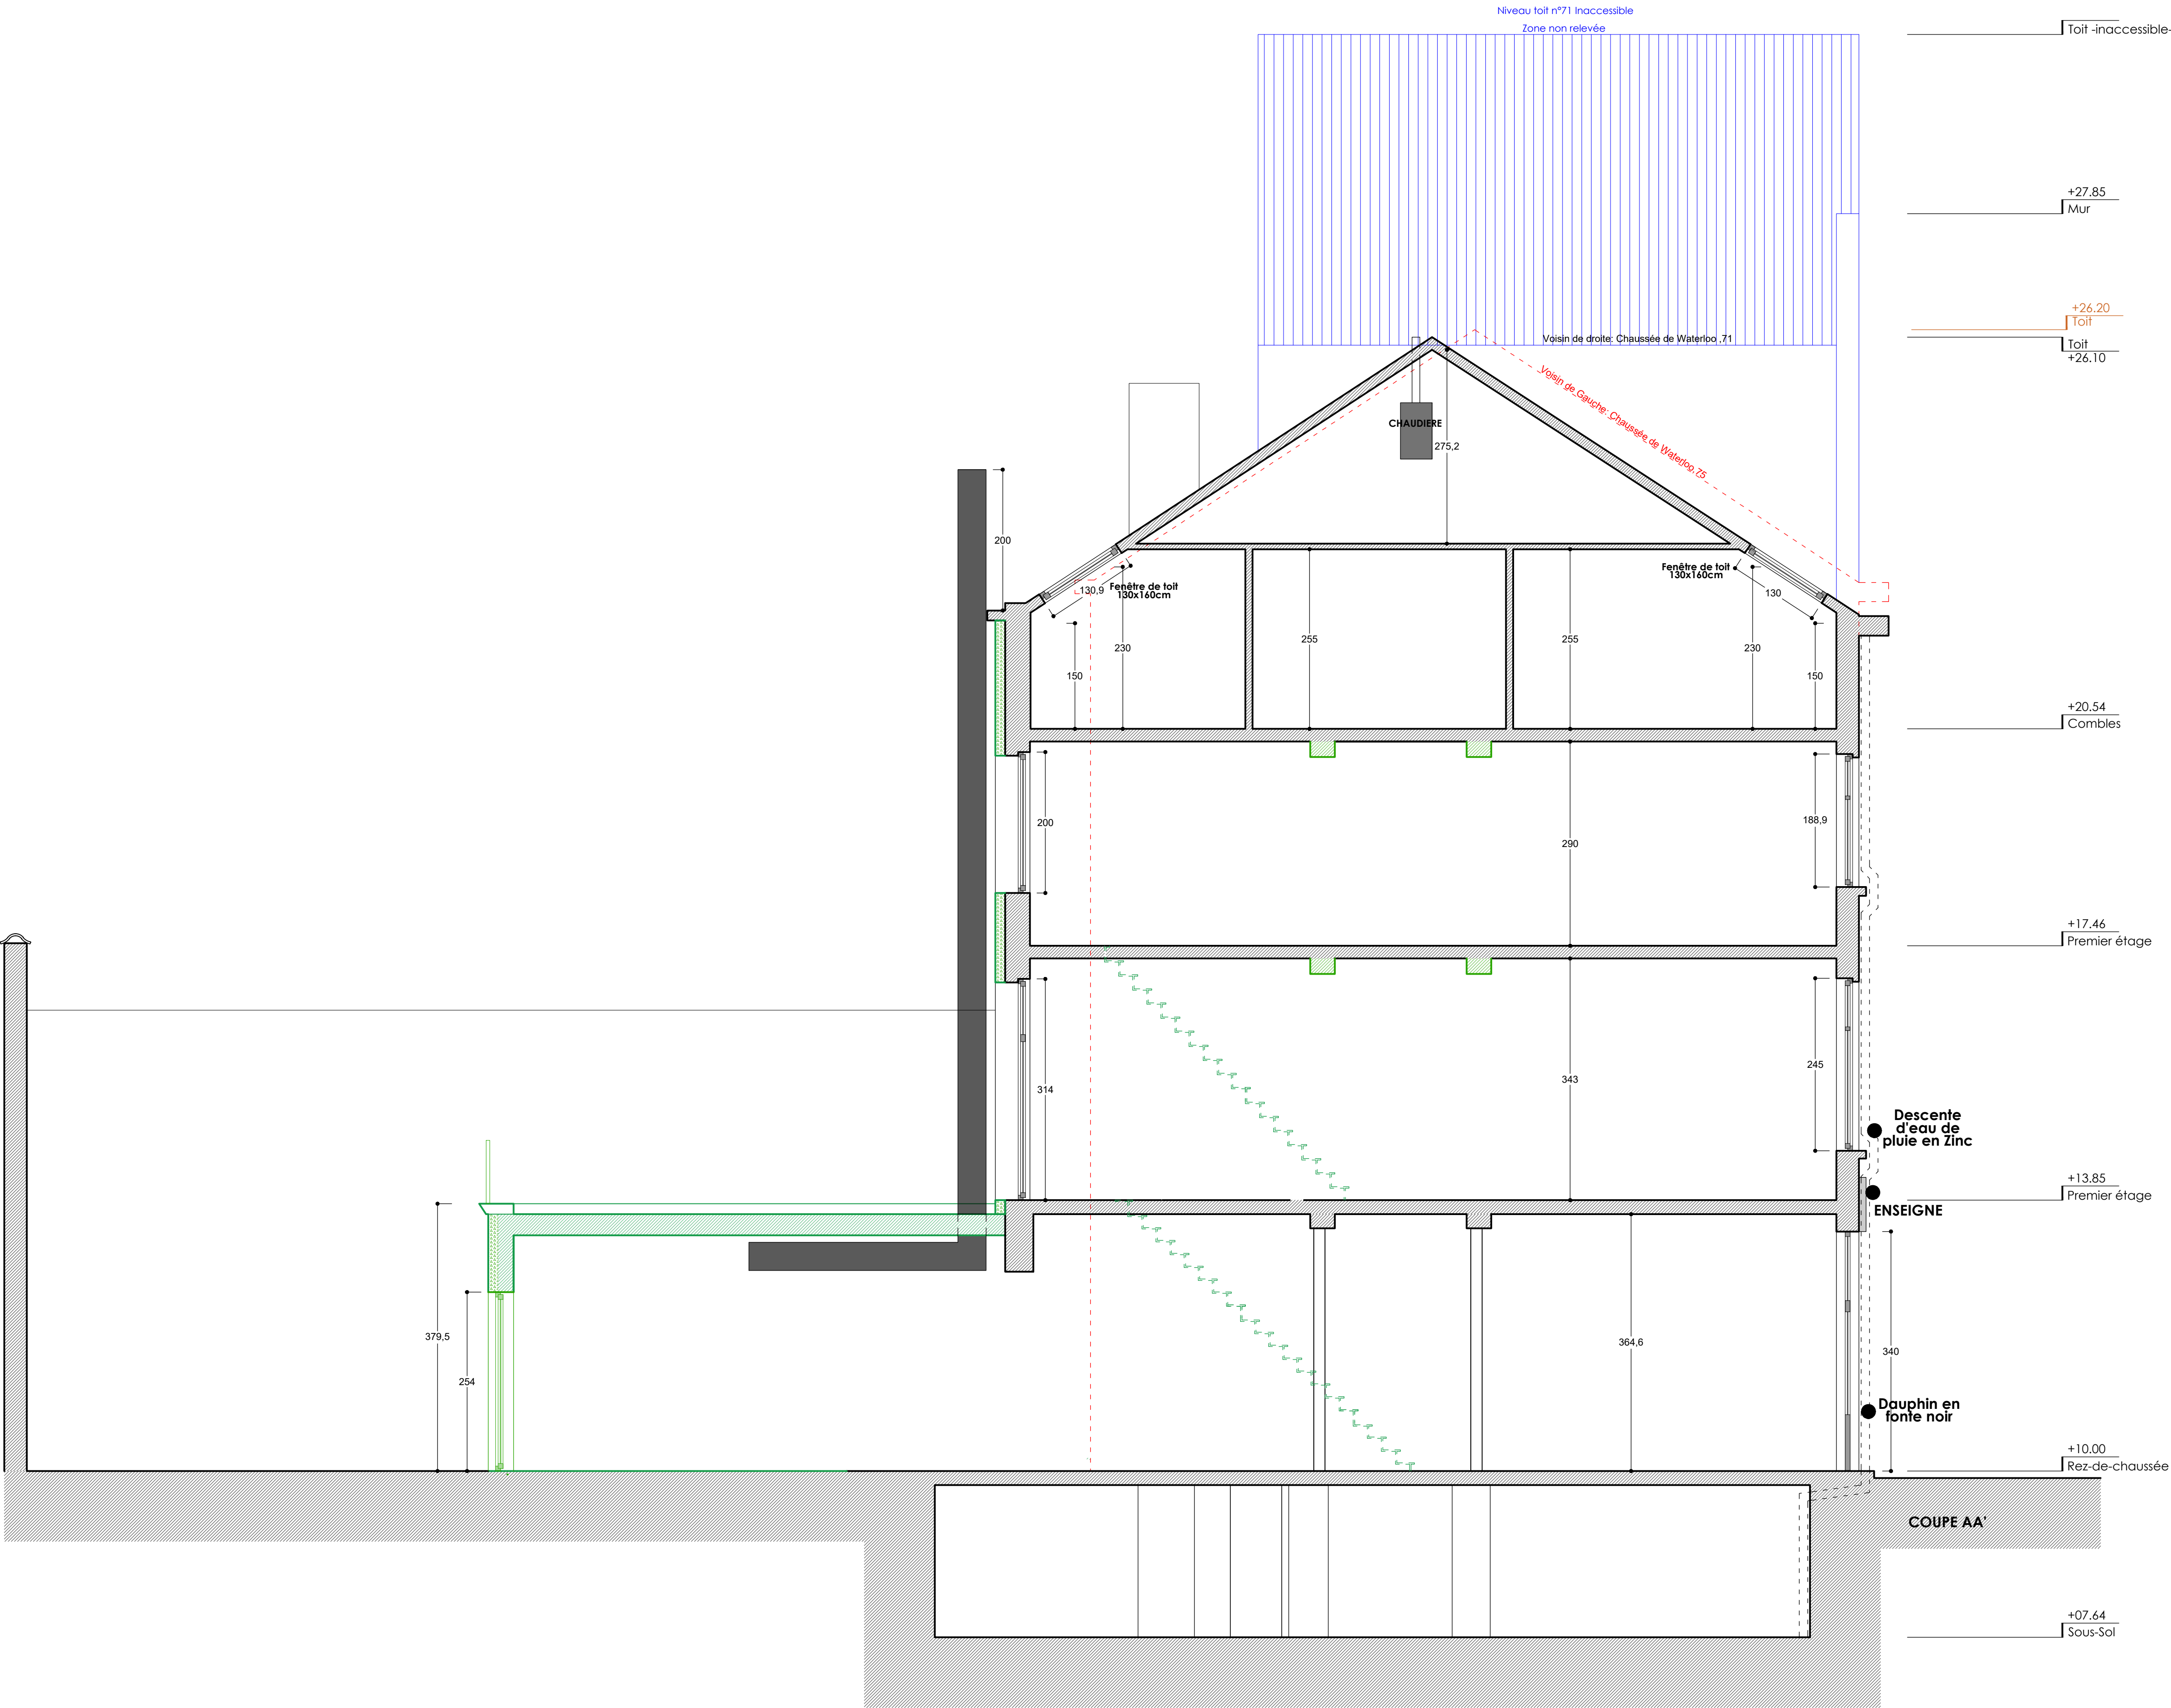 Niveau toit n°71 Inaccessible
Zone non relevée
Toit -inaccessible-
+27.85
Mur
+26.20
Toit
Toit
+26.10
Voisin de droite: Chaussée de Waterloo ,71
Voisin de Gauche: Chaussée de Waterloo,75
CHAUDIERE
275,2
200
Fenêtre de toit
130x160cm
130,9
Fenêtre de toit
130x160cm
130
230
255
255
230
150
150
+20.54
Combles
200
290
188,9
+17.46
Premier étage
314
343
245
Descente
d'eau de
pluie en Zinc
+13.85
Premier étage
ENSEIGNE
379,5
254
364,6
340
Dauphin en
fonte noir
+10.00
Rez-de-chaussée
COUPE AA'
+07.64
Sous-Sol